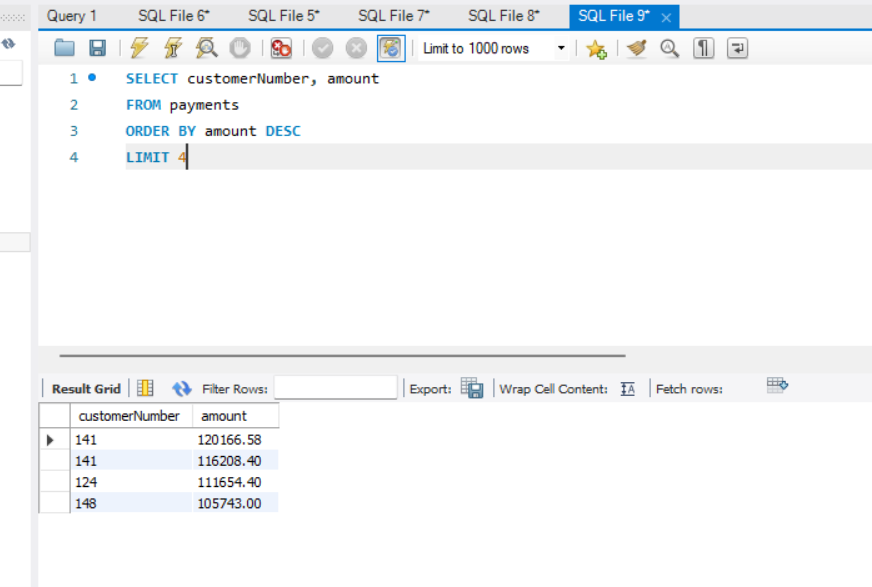 Query 1 SQL File 6* SQL File 5* SQL File 7* SQL File 8* SQL File 9*
Limit to 1000 rows
1 SELECT customerNumber, amount
2 FROM payments
3 ORDER BY amount DESC
4 LIMIT 4
Result Grid Filter Rows: Export: Wrap Cell Content: Fetch rows:
customerNumber amount
141 120166.58
141 116208.40
124 111654.40
148 105743.00